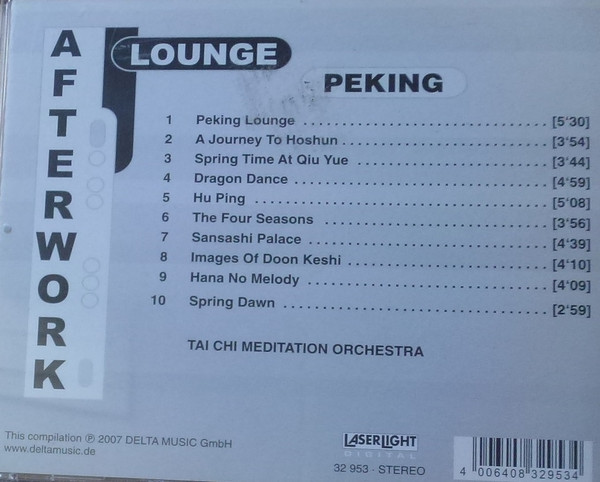 AFTERWORK
LOUNGE
PEKING
1 Peking Lounge [5'30]
2 A Journey To Hoshun [3'54]
3 Spring Time At Qiu Yue [3'44]
4 Dragon Dance [4'59]
5 Hu Ping [5'08]
6 The Four Seasons [3'56]
7 Sansashi Palace [4'39]
8 Images Of Doon Keshi [4'10]
9 Hana No Melody [4'09]
10 Spring Dawn [2'59]
TAI CHI MEDITATION ORCHESTRA
This compilation ℗ 2007 DELTA MUSIC GmbH
www.deltamusic.de
LASERLIGHT
DIGITAL
32 953 - STEREO
4 006408 329534